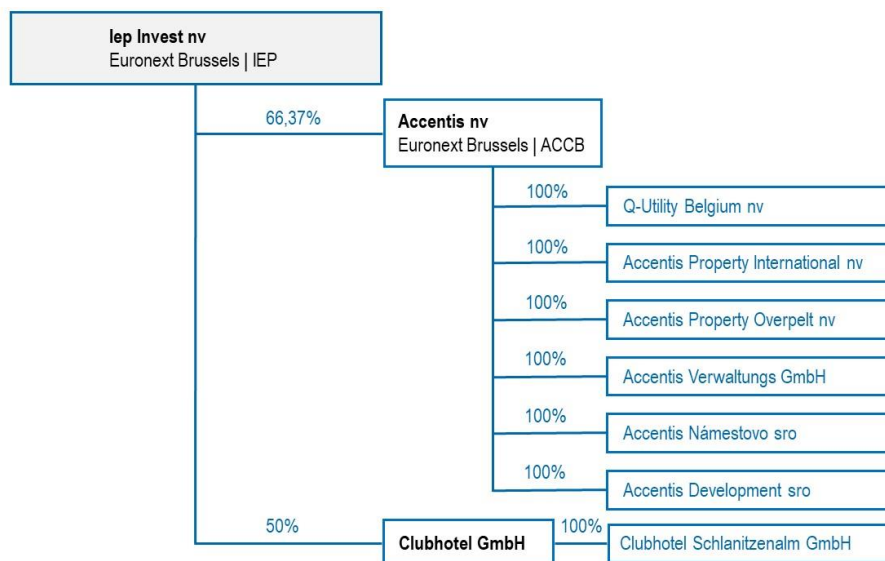 Iep Invest nv
Euronext Brussels | IEP
66,37%
Accentis nv
Euronext Brussels | ACCB
100%
Q-Utility Belgium nv
100%
Accentis Property International nv
100%
Accentis Property Overpelt nv
100%
Accentis Verwaltungs GmbH
100%
Accentis Námestovo sro
100%
Accentis Development sro
50%
Clubhotel GmbH
100%
Clubhotel Schlanitzenalm GmbH